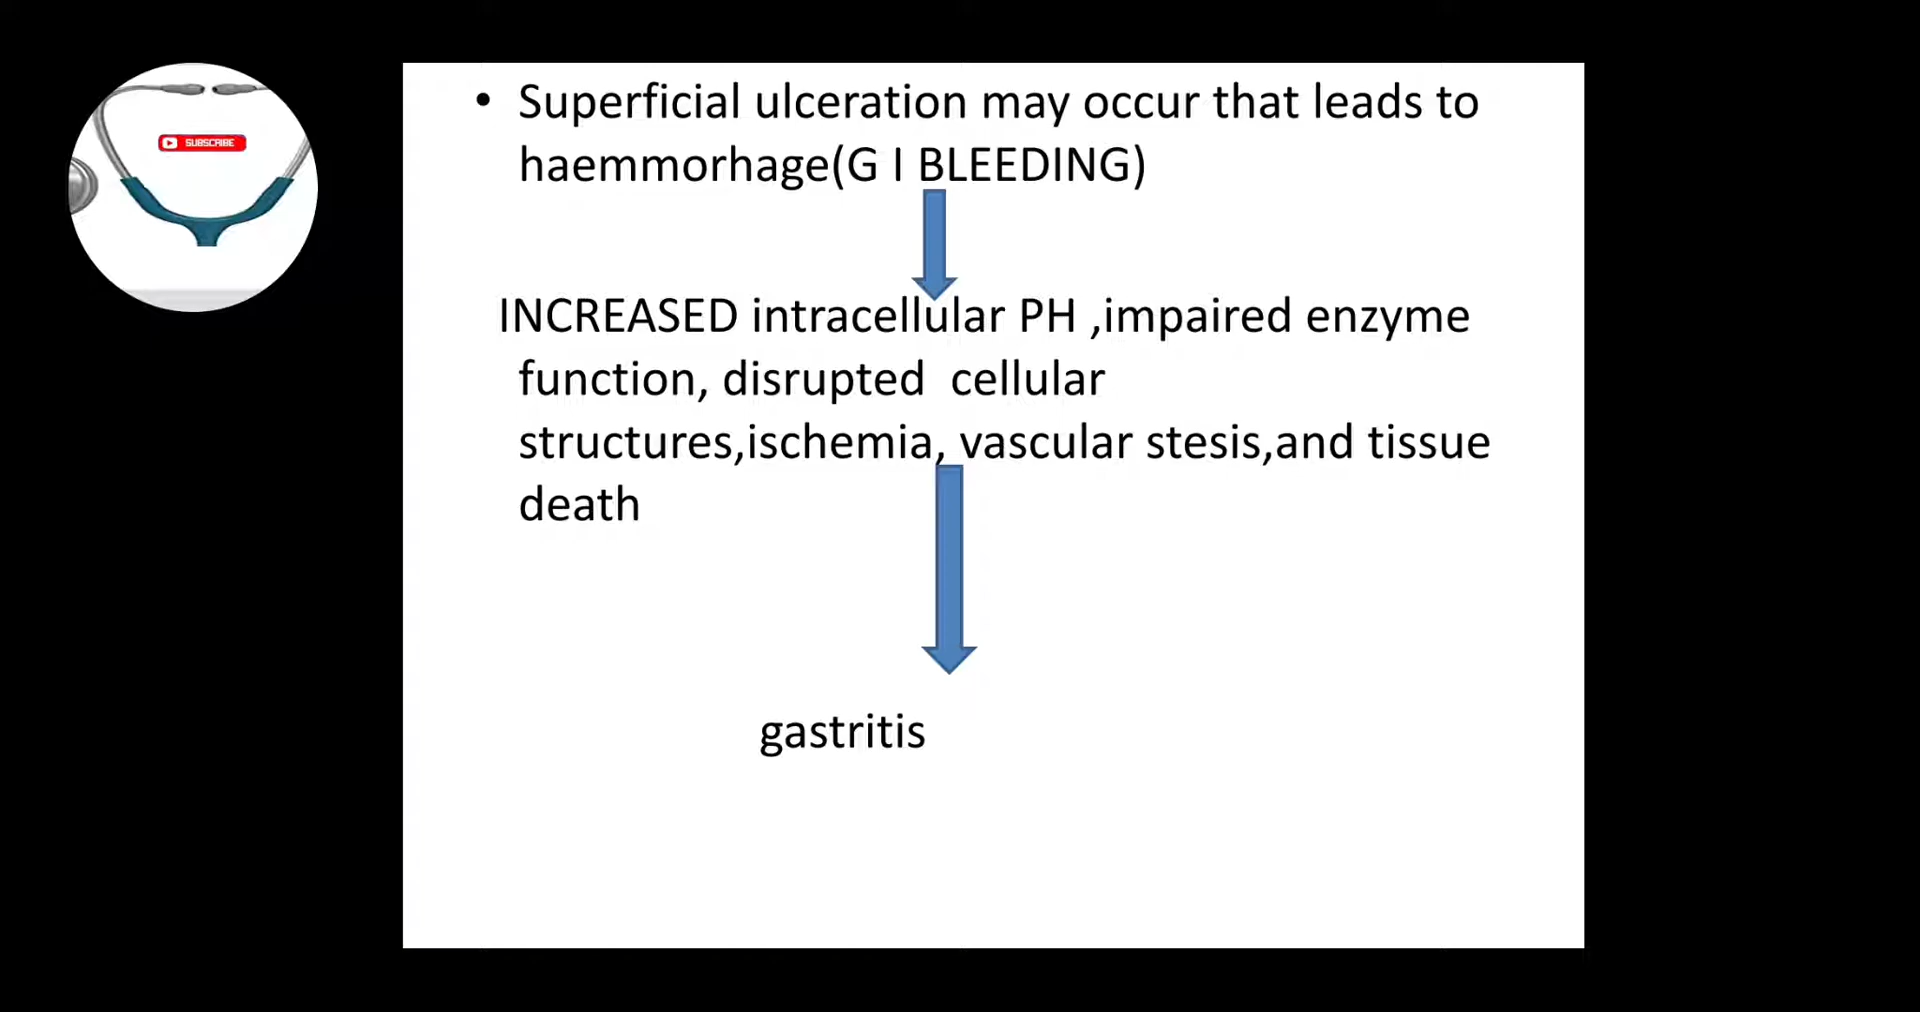 SUBSCRIBE
• Superficial ulceration may occur that leads to
haemmorhage(G I BLEEDING)
INCREASED intracellular PH ,impaired enzyme
function, disrupted cellular
structures,ischemia, vascular stesis,and tissue
death
gastritis